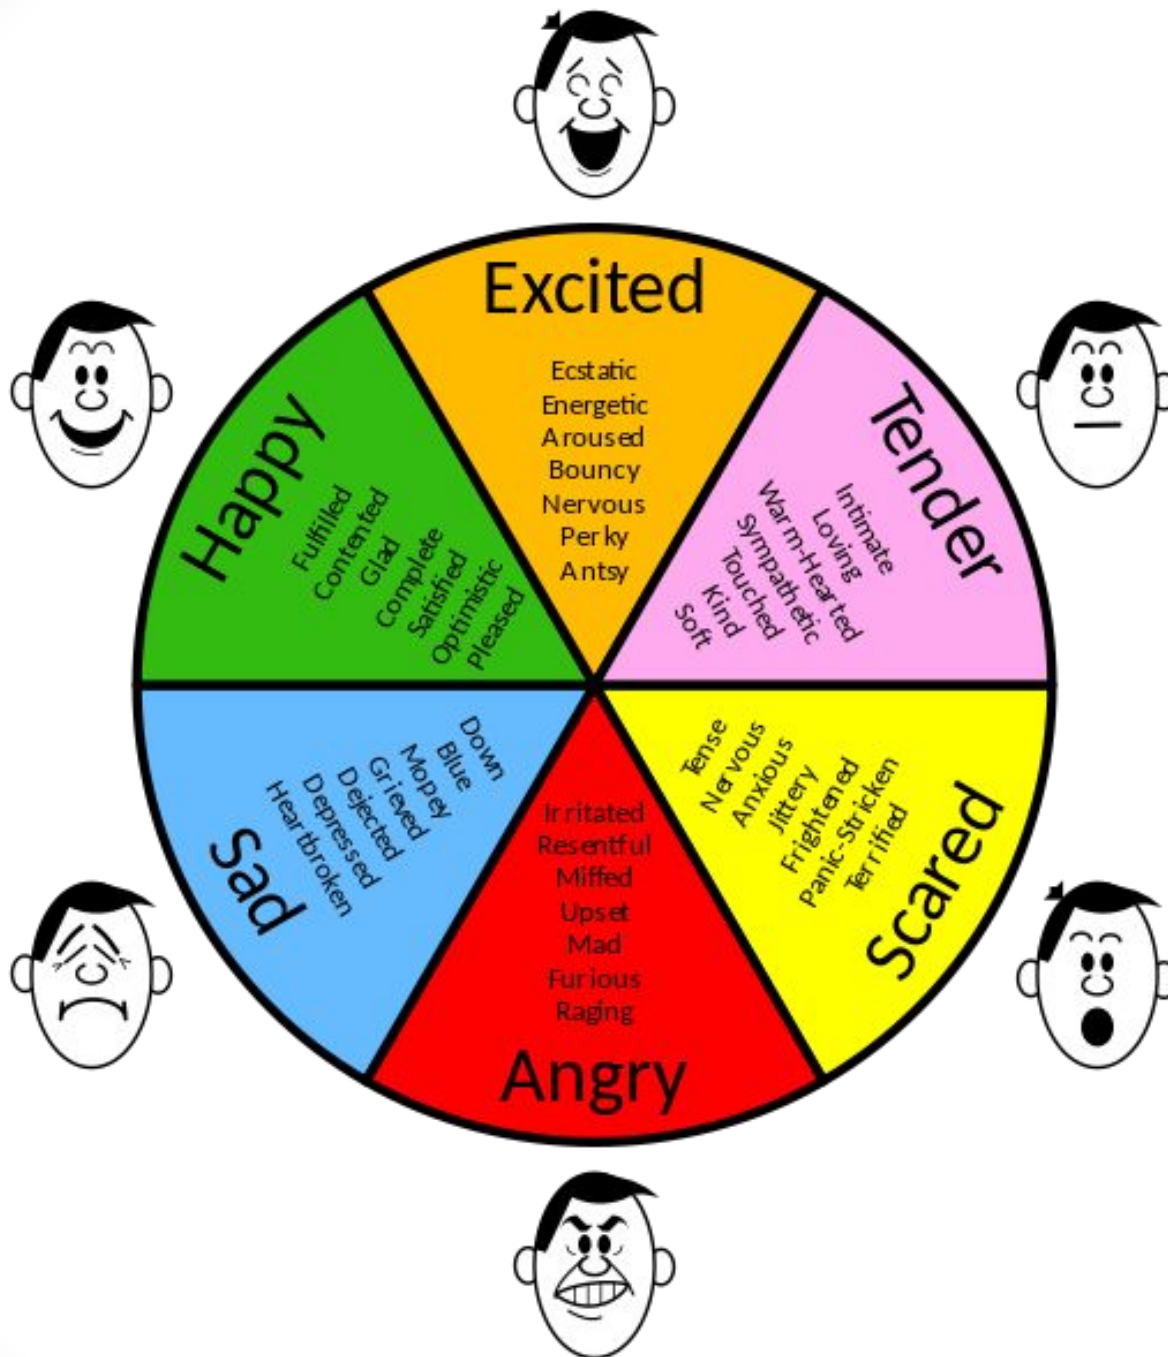 Excited
Ecstatic
Energetic
Aroused
Bouncy
Nervous
Perky
Antsy
Tender
Intimate
Loving
Warm-Hearted
Sympathetic
Touched
Kind
Soft
Scared
Tense
Nervous
Anxious
Jittery
Frightened
Panic-Stricken
Terrified
Angry
Irritated
Resentful
Miffed
Upset
Mad
Furious
Raging
Sad
Down
Blue
Mopey
Grieved
Dejected
Depressed
Heartbroken
Happy
Fulfilled
Contented
Glad
Complete
Satisfied
Optimistic
Pleased